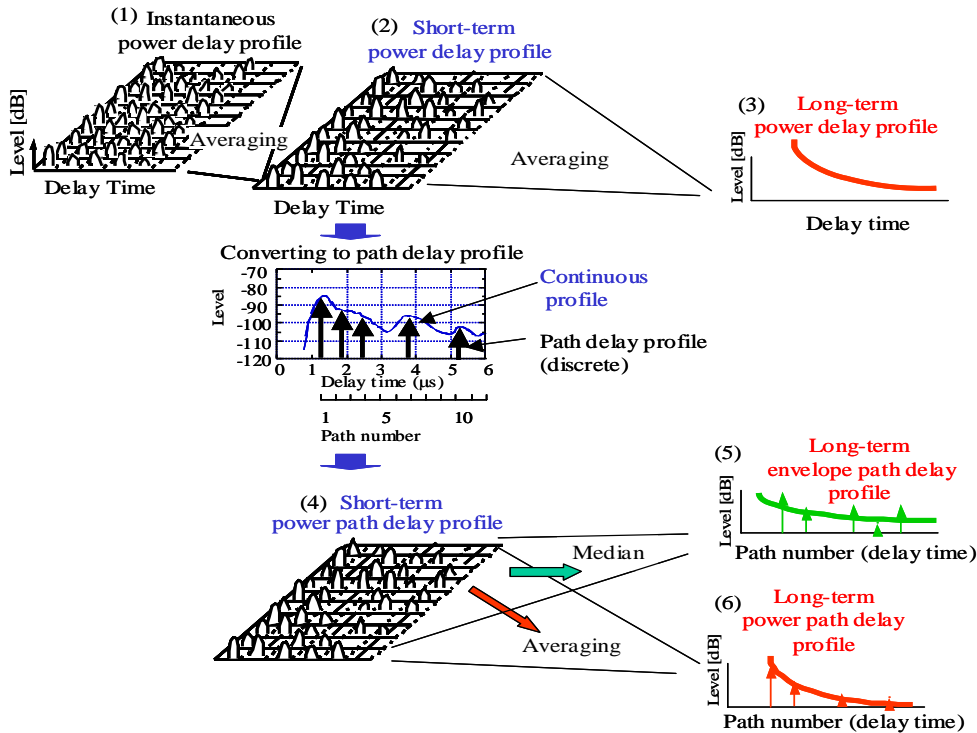 (1) Instantaneous
power delay profile
Level [dB]
Averaging
Delay Time
(2) Short-term
power delay profile
Delay Time
Averaging
(3)
Long-term
power delay profile
Level [dB]
Delay time
Converting to path delay profile
Level
-70
-80
-90
-100
-110
-120
0 1 2 3 4 5 6
Delay time (μs)
1 5 10
Path number
Continuous
profile
Path delay profile
(discrete)
(4) Short-term
power path delay profile
Median
Averaging
(5)
Long-term
envelope path delay
profile
Level [dB]
Path number (delay time)
(6)
Long-term
power path delay
profile
Level [dB]
Path number (delay time)